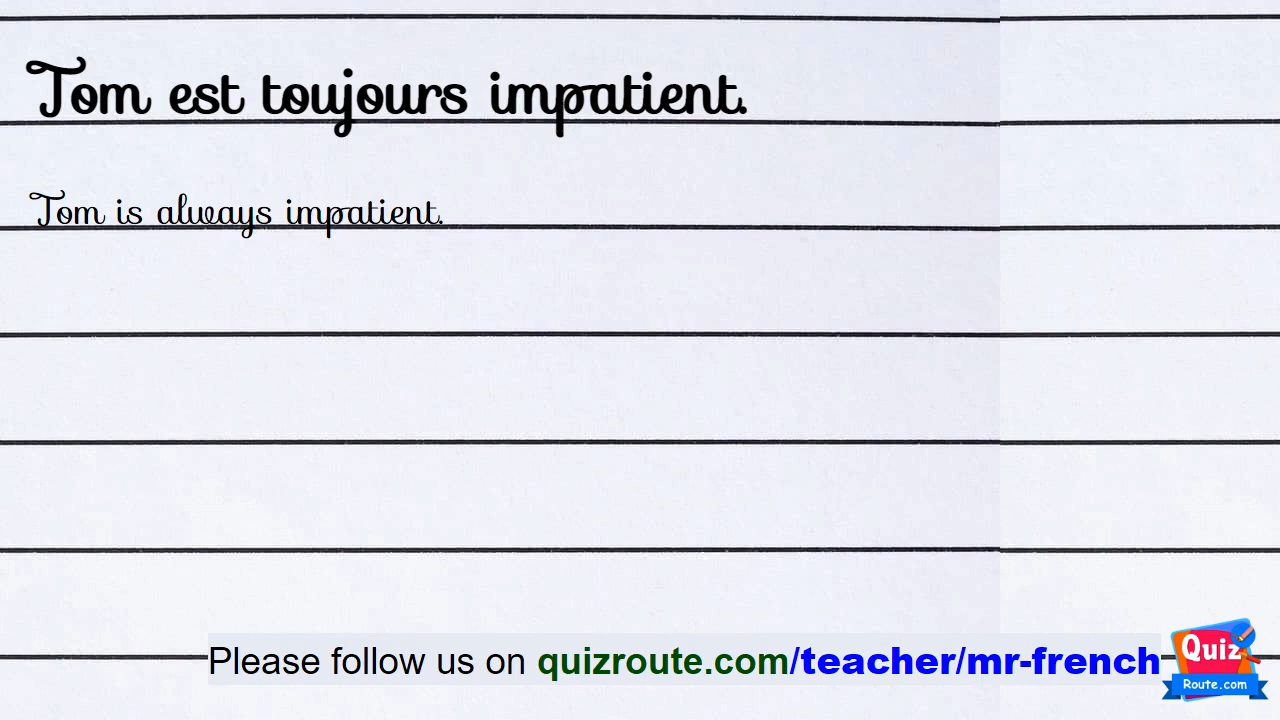 Tom est toujours impatient.
Tom is always impatient.
Please follow us on quizroute.com/teacher/mr-french
Quiz
Route.com